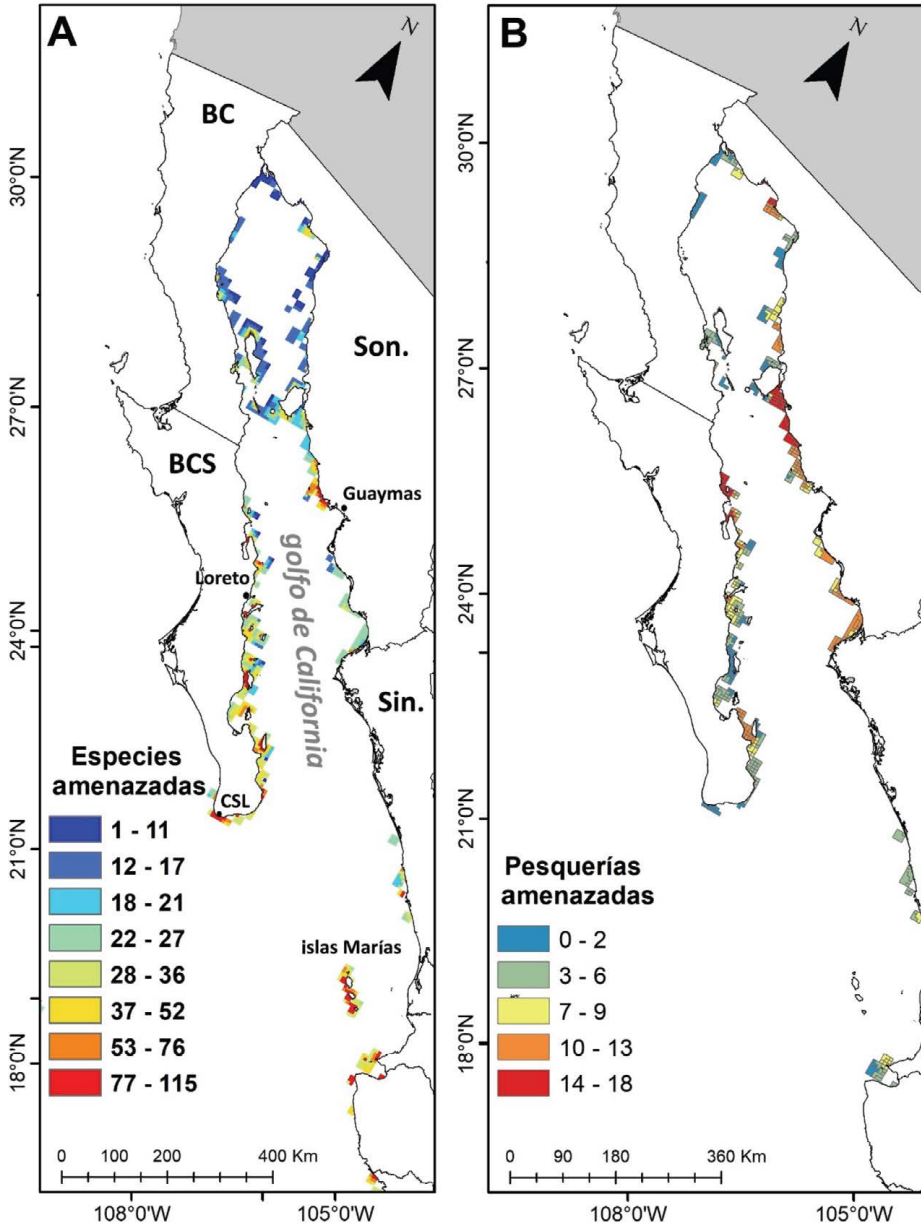 A
N
BC
Son.
BCS
Guaymas
Loreto
golfo de California
Sin.
CSL
islas Marías
Especies
amenazadas
1 - 11
12 - 17
18 - 21
22 - 27
28 - 36
37 - 52
53 - 76
77 - 115
0 100 200 400 Km
30°0'N
27°0'N
24°0'N
21°0'N
18°0'N
108°0'W
105°0'W
B
N
Pesquerías
amenazadas
0 - 2
3 - 6
7 - 9
10 - 13
14 - 18
0 90 180 360 Km
30°0'N
27°0'N
24°0'N
21°0'N
18°0'N
108°0'W
105°0'W